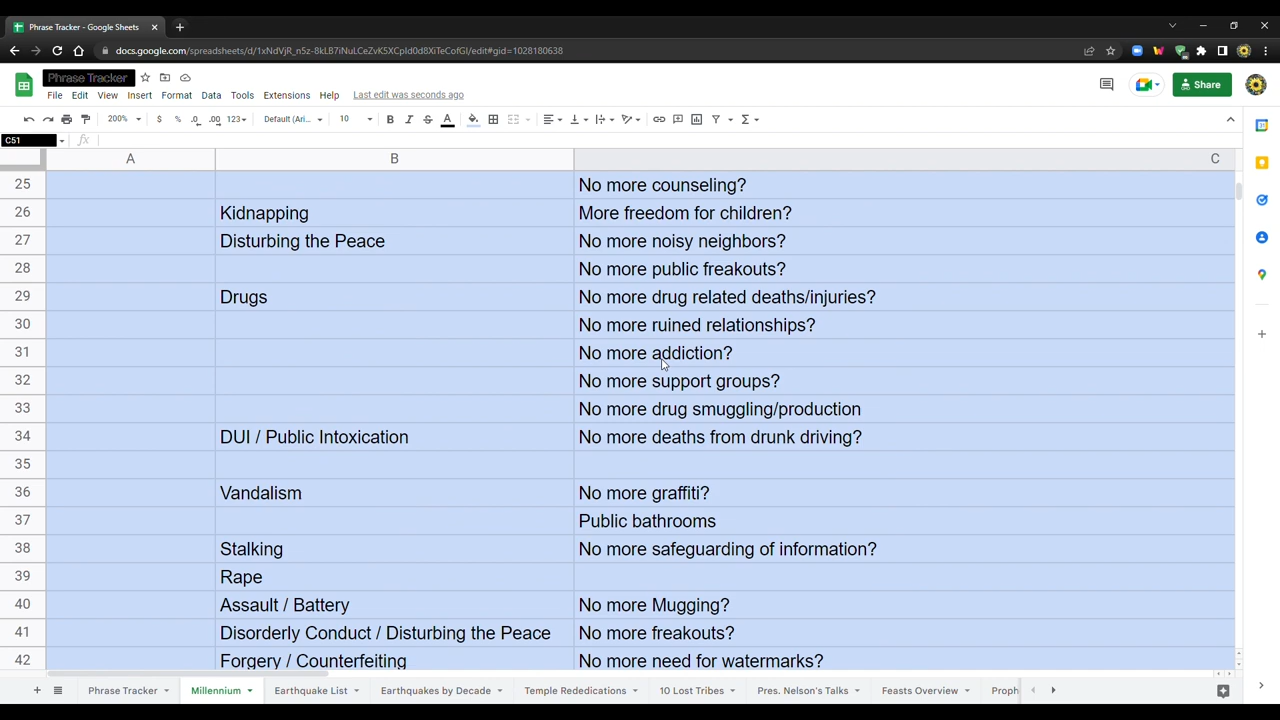 Phrase Tracker - Google Sheets
docs.google.com/spreadsheets/d/1xNdVjR_n5z-8kLB7iNuLCeZvK5XCpId0d8XiTeCofGI/edit#gid=1028180638
Phrase Tracker
File Edit View Insert Format Data Tools Extensions Help Last edit was seconds ago
Share
200% $ % .0 .00 123 Default (Ari... 10
C51
A B C
25 No more counseling?
26 Kidnapping More freedom for children?
27 Disturbing the Peace No more noisy neighbors?
28 No more public freakouts?
29 Drugs No more drug related deaths/injuries?
30 No more ruined relationships?
31 No more addiction?
32 No more support groups?
33 No more drug smuggling/production
34 DUI / Public Intoxication No more deaths from drunk driving?
35
36 Vandalism No more graffiti?
37 Public bathrooms
38 Stalking No more safeguarding of information?
39 Rape
40 Assault / Battery No more Mugging?
41 Disorderly Conduct / Disturbing the Peace No more freakouts?
42 Forgery / Counterfeiting No more need for watermarks?
Phrase Tracker Millennium Earthquake List Earthquakes by Decade Temple Rededications 10 Lost Tribes Pres. Nelson's Talks Feasts Overview Proph